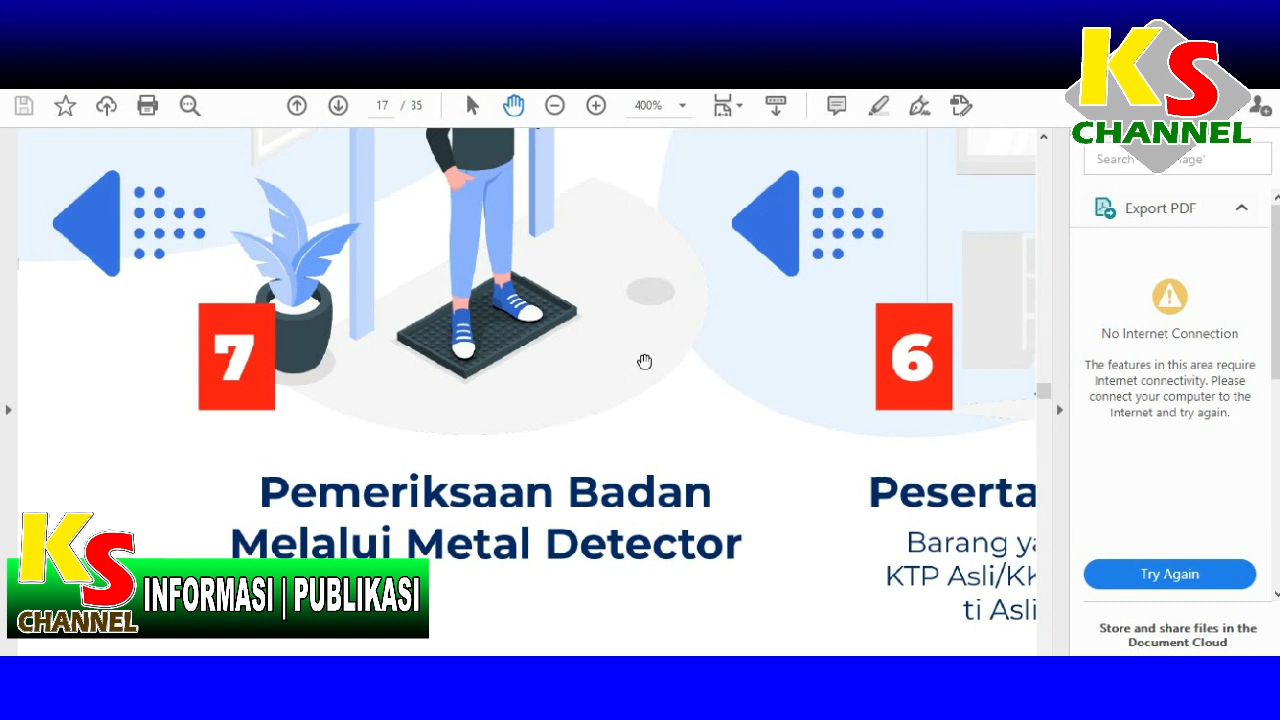 KS
CHANNEL
17 / 35
400%
Search
Export PDF
No Internet Connection
The features in this area require
Internet connectivity. Please
connect your computer to the
Internet and try again.
Try Again
Store and share files in the
Document Cloud
7
6
Pemeriksaan Badan
Melalui Metal Detector
Peserta
Barang ya
KTP Asli/KK
ti Asli
KS
CHANNEL
INFORMASI | PUBLIKASI